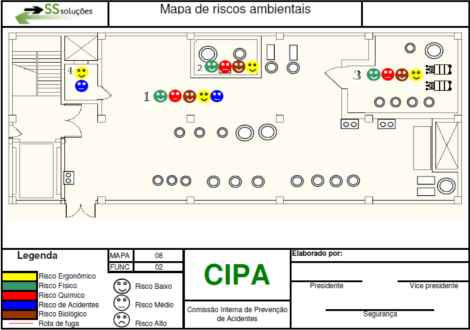 SSsoluções
Mapa de riscos ambientais
4
2
3
1
Legenda
Risco Ergonômico
Risco Físico
Risco Químico
Risco de Acidentes
Risco Biológico
Rota de fuga
MAPA 08
FUNC 02
Risco Baixo
Risco Médio
Risco Alto
CIPA
Comissão Interna de Prevenção
de Acidentes
Elaborado por:
Presidente Vice presidente
Segurança